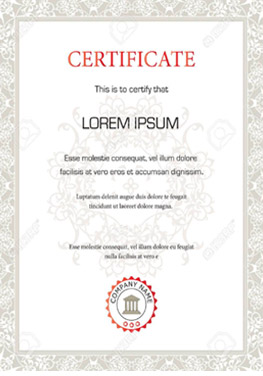 CERTIFICATE
This is to certify that
LOREM IPSUM
Esse molestie consequat, vel illum dolore
facilisis at vero eros et accumsan dignissim.
Luptatum delenit augue duis dolore te feugait
tincidunt ut laoreet dolore magna.
Esse molestie consequat, vel illum dolore eu feugiat
nulla facilisis at vero e
COMPANY NAME